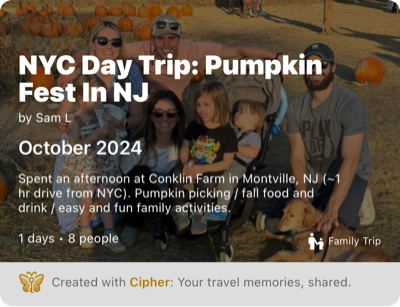 NYC Day Trip: Pumpkin
Fest In NJ
by Sam L
October 2024
Spent an afternoon at Conklin Farm in Montville, NJ (~1
hr drive from NYC). Pumpkin picking / fall food and
drink / easy and fun family activities.
1 days • 8 people
Family Trip
Created with Cipher: Your travel memories, shared.